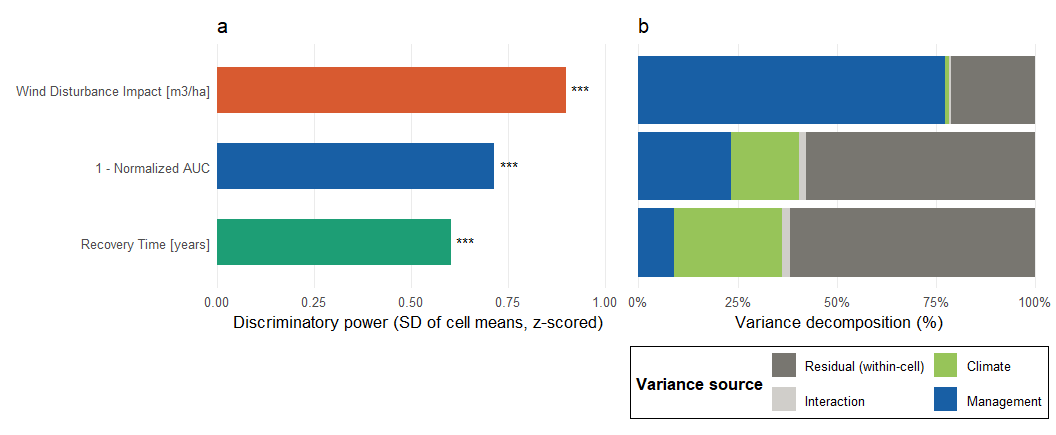 a
b
Wind Disturbance Impact [m3/ha]
***
1 - Normalized AUC
***
Recovery Time [years]
***
0.00 0.25 0.50 0.75 1.00
0% 25% 50% 75% 100%
Discriminatory power (SD of cell means, z-scored)
Variance decomposition (%)
Variance source
Residual (within-cell)
Climate
Interaction
Management